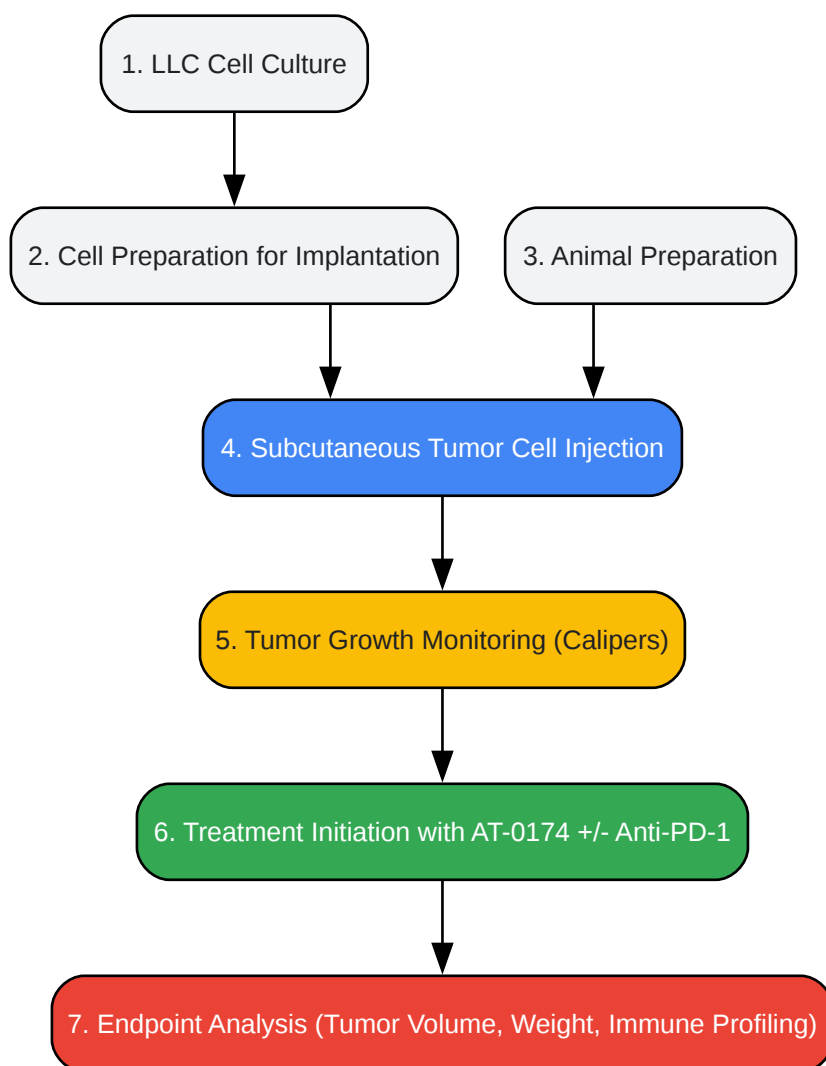 1. LLC Cell Culture
2. Cell Preparation for Implantation
3. Animal Preparation
4. Subcutaneous Tumor Cell Injection
5. Tumor Growth Monitoring (Calipers)
6. Treatment Initiation with AT-0174 +/- Anti-PD-1
7. Endpoint Analysis (Tumor Volume, Weight, Immune Profiling)